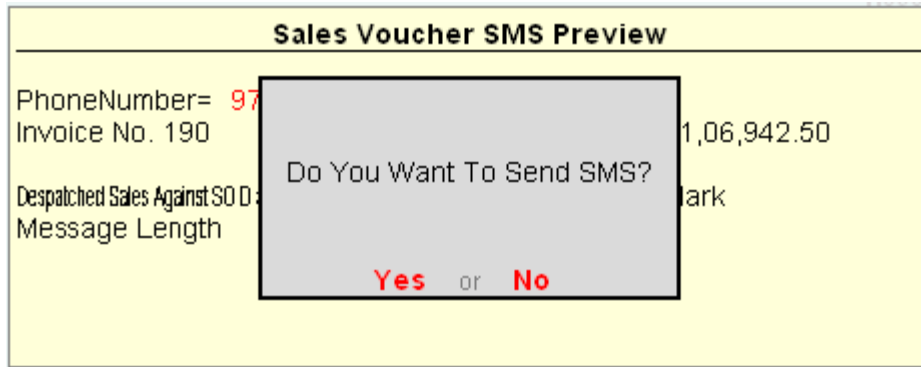 Sales Voucher SMS Preview
PhoneNumber= 97
Invoice No. 190 1,06,942.50
Do You Want To Send SMS?
Despatched Sales Against SO D
Message Length
Yes or No